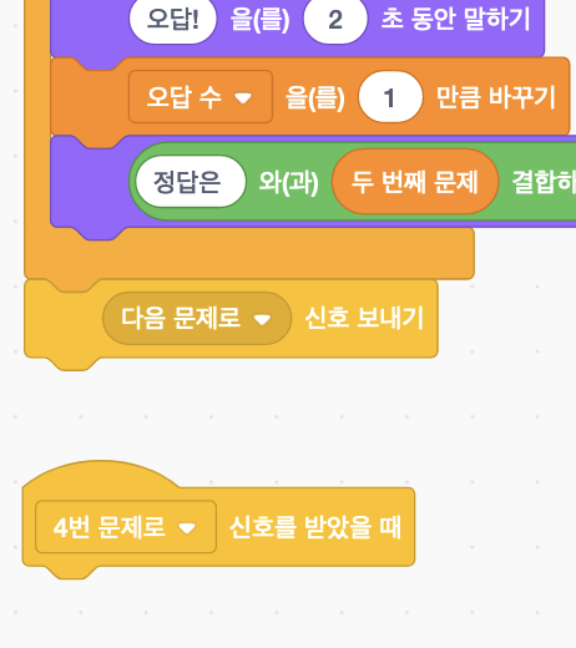 오답! 을(를) 2 초 동안 말하기
오답 수 을(를) 1 만큼 바꾸기
정답은 와(과) 두 번째 문제 결합하
다음 문제로 신호 보내기
4번 문제로 신호를 받았을 때